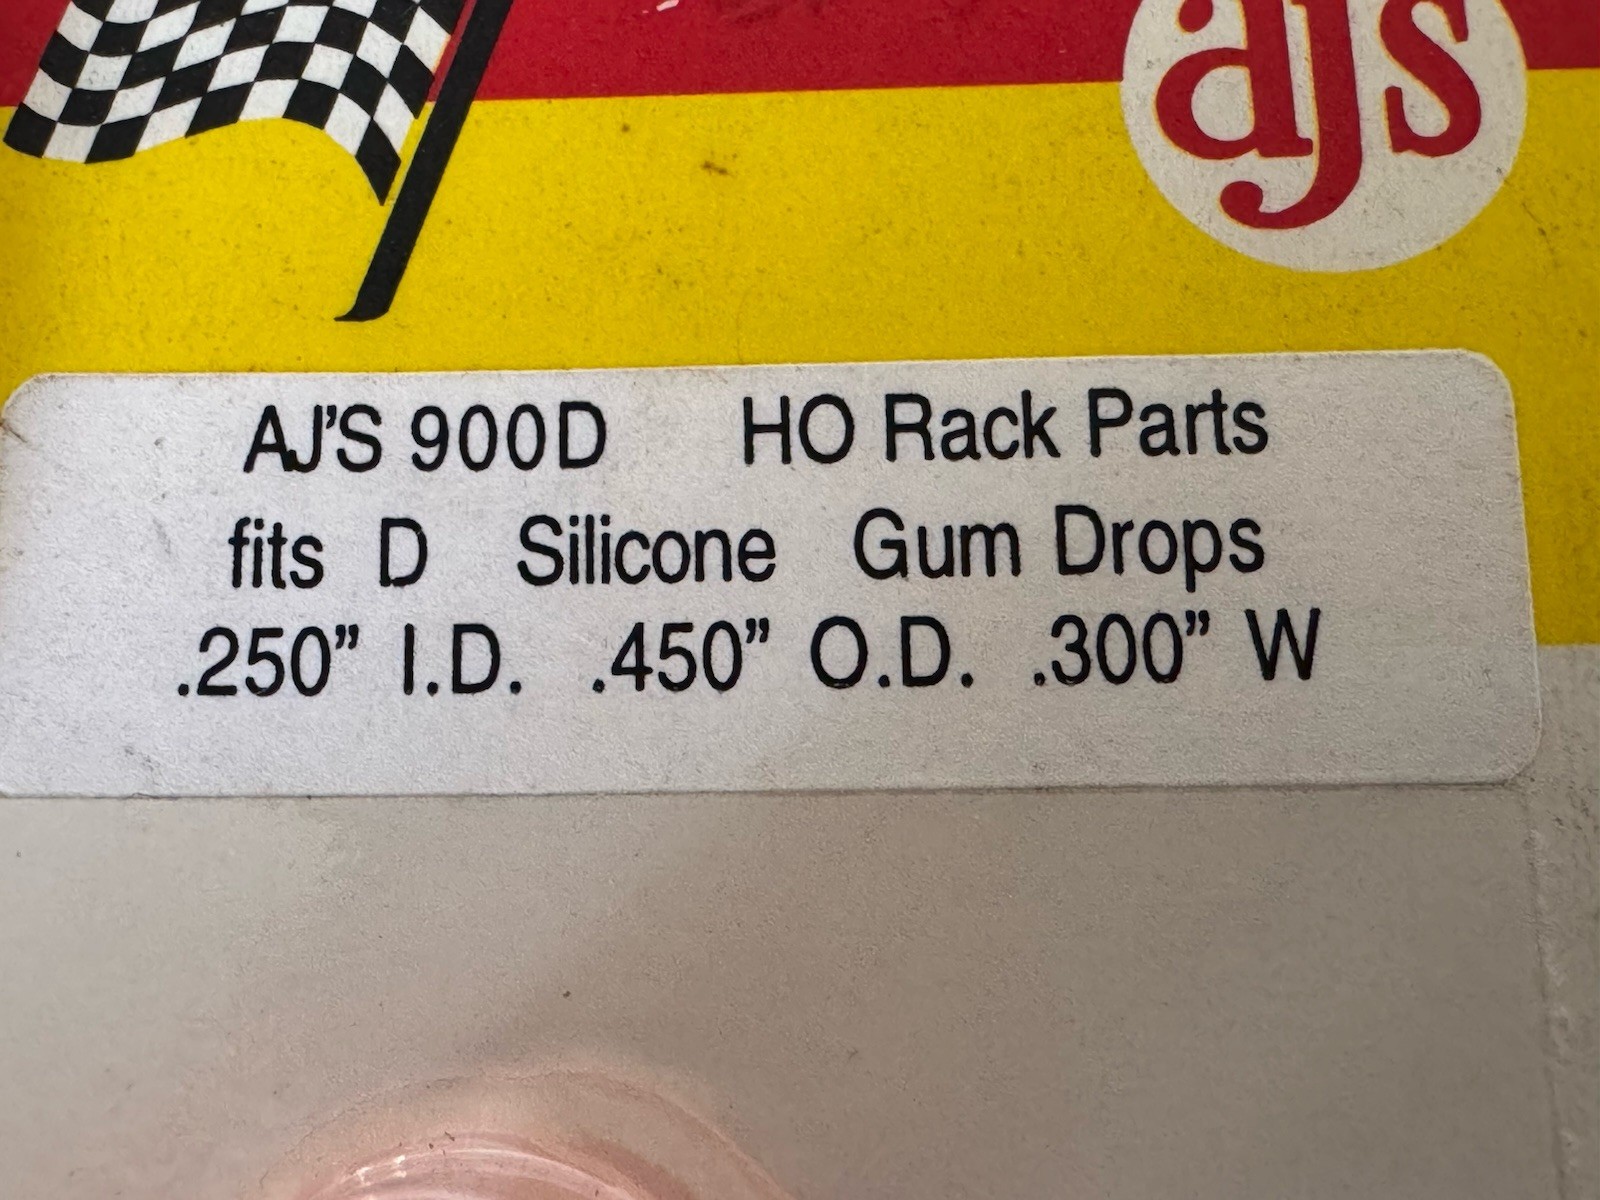 ajs
AJ'S 900D HO Rack Parts
fits D Silicone Gum Drops
.250” I.D. .450” O.D. .300” W